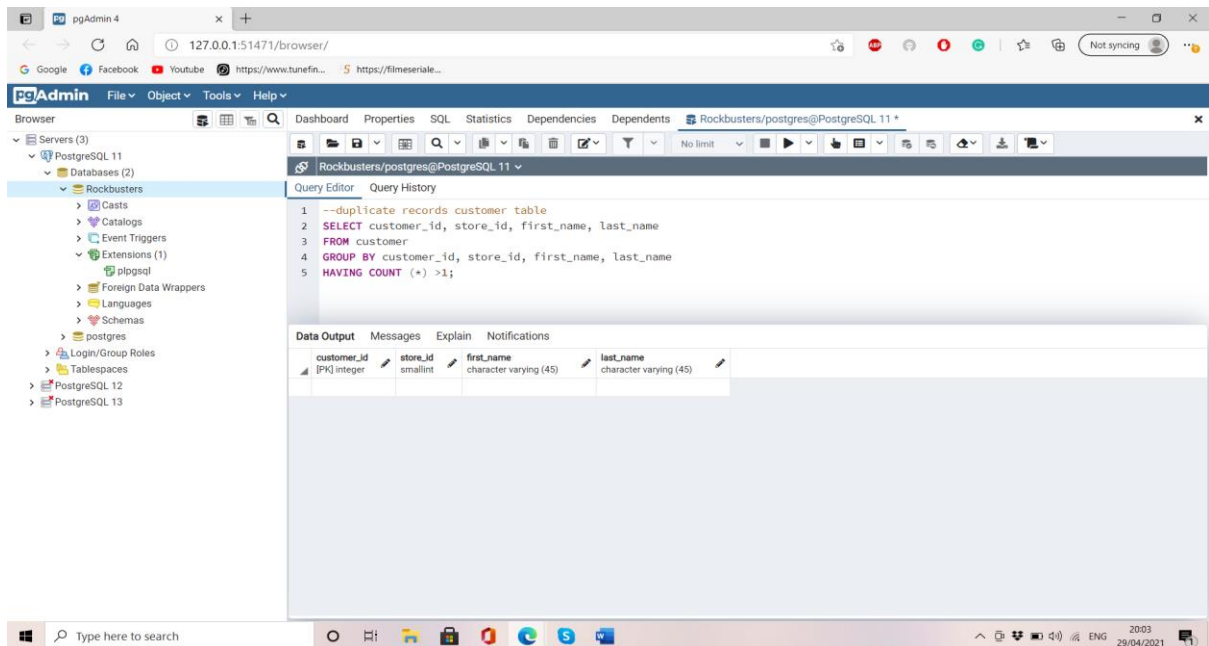 pgAdmin 4
127.0.0.1:51471/browser/
ABP
Not syncing
Google Facebook Youtube https://www.tunefin... https://filmeseriale...
pgAdmin File Object Tools Help
Browser
Dashboard Properties SQL Statistics Dependencies Dependents Rockbusters/postgres@PostgreSQL 11 *
Servers (3)
PostgreSQL 11
Databases (2)
Rockbusters
Casts
Catalogs
Event Triggers
Extensions (1)
plpgsql
Foreign Data Wrappers
Languages
Schemas
postgres
Login/Group Roles
Tablespaces
PostgreSQL 12
PostgreSQL 13
No limit
Rockbusters/postgres@PostgreSQL 11
Query Editor Query History
1 --duplicate records customer table
2 SELECT customer_id, store_id, first_name, last_name
3 FROM customer
4 GROUP BY customer_id, store_id, first_name, last_name
5 HAVING COUNT (*) >1;
Data Output Messages Explain Notifications
customer_id store_id first_name last_name
[PK] integer smallint character varying (45) character varying (45)
Type here to search
ENG
20:03
29/04/2021